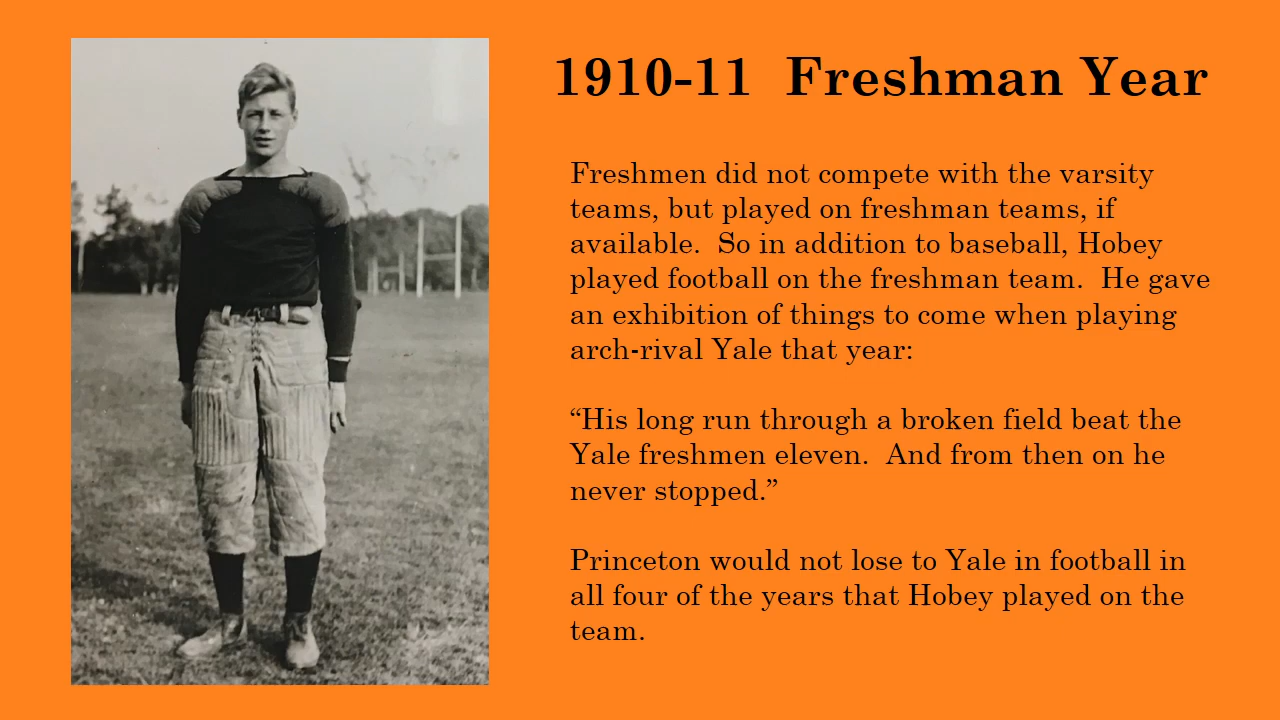 1910-11  Freshman Year
Freshmen did not compete with the varsity
teams, but played on freshman teams, if
available.  So in addition to baseball, Hobey
played football on the freshman team.  He gave
an exhibition of things to come when playing
arch-rival Yale that year:
“His long run through a broken field beat the
Yale freshmen eleven.  And from then on he
never stopped.”
Princeton would not lose to Yale in football in
all four of the years that Hobey played on the
team.